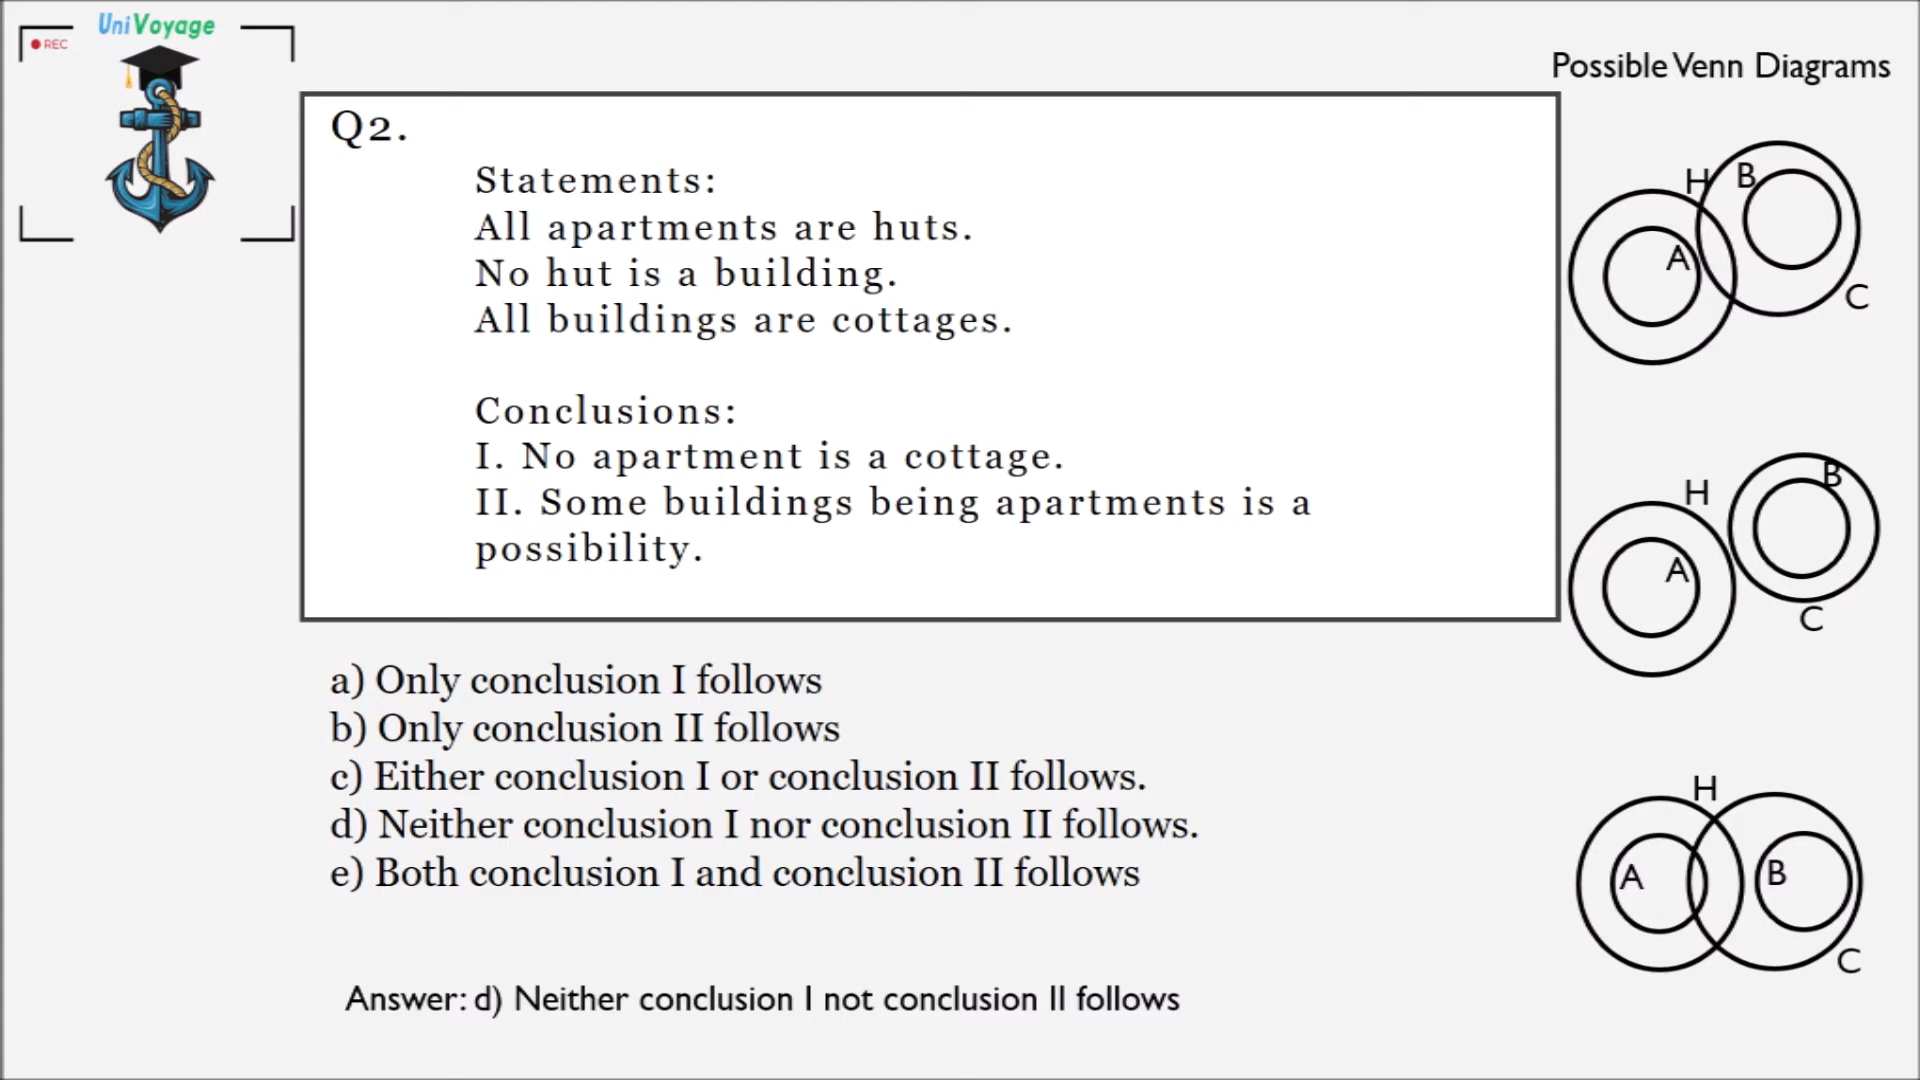 UniVoyage
REC
Possible Venn Diagrams
Q2.
Statements:
All apartments are huts.
No hut is a building.
All buildings are cottages.
Conclusions:
I. No apartment is a cottage.
II. Some buildings being apartments is a
possibility.
a) Only conclusion I follows
b) Only conclusion II follows
c) Either conclusion I or conclusion II follows.
d) Neither conclusion I nor conclusion II follows.
e) Both conclusion I and conclusion II follows
Answer: d) Neither conclusion I not conclusion II follows
H
B
A
C
H
B
A
C
H
A
B
C